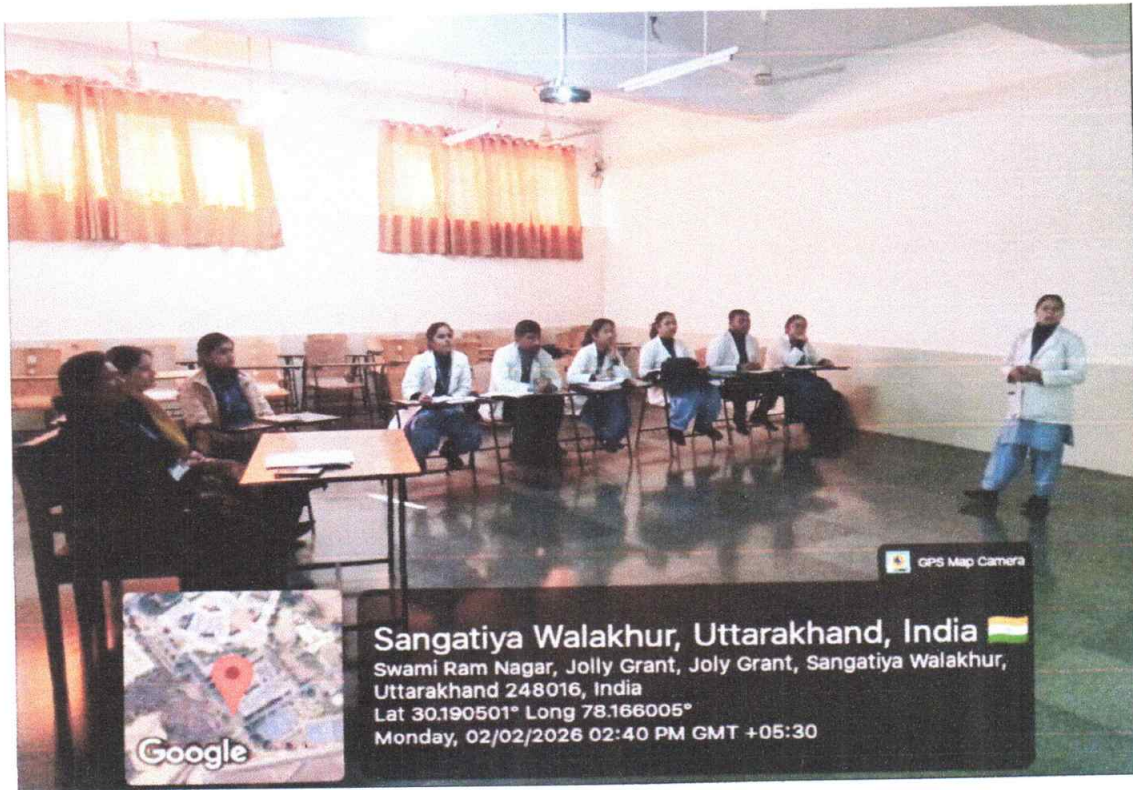 GPS Map Camera
Sangatiya Walakhur, Uttarakhand, India
Swami Ram Nagar, Jolly Grant, Joly Grant, Sangatiya Walakhur,
Uttarakhand 248016, India
Lat 30.190501° Long 78.166005°
Monday, 02/02/2026 02:40 PM GMT +05:30
Google